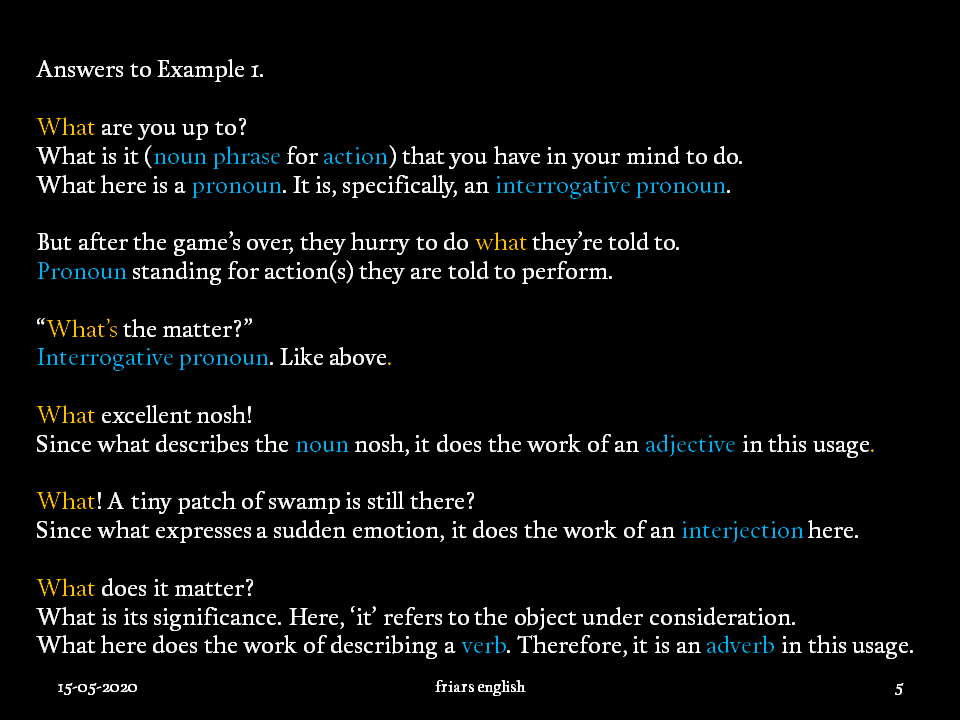 Answers to Example 1.
What are you up to?
What is it (noun phrase for action) that you have in your mind to do.
What here is a pronoun. It is, specifically, an interrogative pronoun.
But after the game’s over, they hurry to do what they’re told to.
Pronoun standing for action(s) they are told to perform.
“What’s the matter?”
Interrogative pronoun. Like above.
What excellent nosh!
Since what describes the noun nosh, it does the work of an adjective in this usage.
What! A tiny patch of swamp is still there?
Since what expresses a sudden emotion, it does the work of an interjection here.
What does it matter?
What is its significance. Here, ‘it’ refers to the object under consideration.
What here does the work of describing a verb. Therefore, it is an adverb in this usage.
15-05-2020 friars english 5